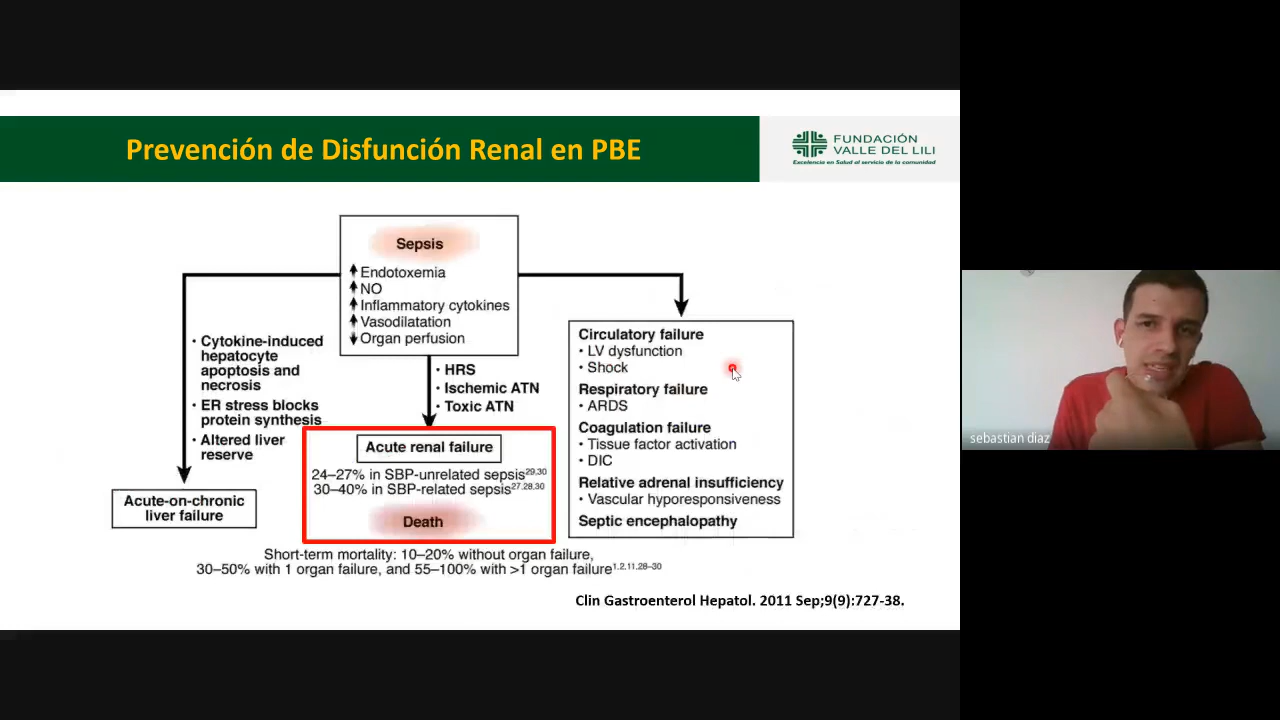 Prevención de Disfunción Renal en PBE
FUNDACIÓN
VALLE DEL LILI
Excelencia en Salud al servicio de la comunidad
Sepsis
Endotoxemia
NO
Inflammatory cytokines
Vasodilatation
Organ perfusion
• Cytokine-induced
hepatocyte
apoptosis and
necrosis
• ER stress blocks
protein synthesis
• Altered liver
reserve
Acute-on-chronic
liver failure
• HRS
• Ischemic ATN
• Toxic ATN
Acute renal failure
24–27% in SBP-unrelated sepsis29,30
30–40% in SBP-related sepsis27,28,30
Death
Circulatory failure
• LV dysfunction
• Shock
Respiratory failure
• ARDS
Coagulation failure
• Tissue factor activation
• DIC
Relative adrenal insufficiency
• Vascular hyporesponsiveness
Septic encephalopathy
Short-term mortality: 10–20% without organ failure,
30–50% with 1 organ failure, and 55–100% with >1 organ failure1,2,11,28–30
Clin Gastroenterol Hepatol. 2011 Sep;9(9):727-38.
sebastian diaz